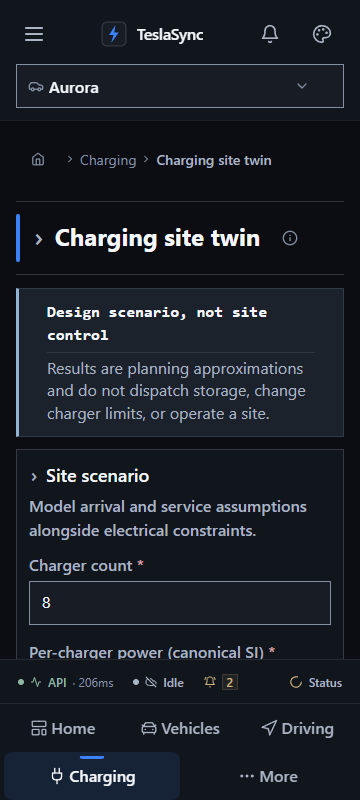 TeslaSync
Aurora
Charging
Charging site twin
Charging site twin
Design scenario, not site
control
Results are planning approximations
and do not dispatch storage, change
charger limits, or operate a site.
Site scenario
Model arrival and service assumptions
alongside electrical constraints.
Charger count *
8
Per-charger power (canonical SI) *
API · 206ms
Idle
2
Status
Home
Vehicles
Driving
Charging
More